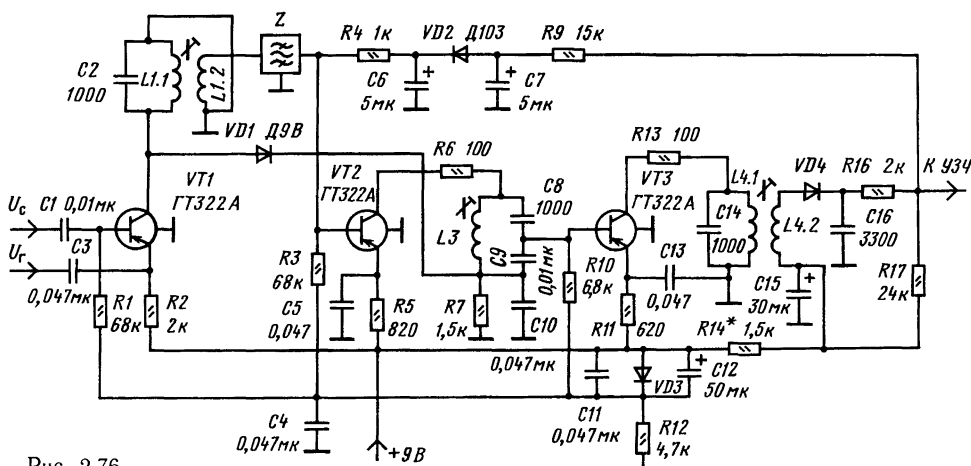 Z
R4 1к
VD2 Д103
R9 15к
C2
1000
L1.1
L1.2
C6
5мк
C7
5мк
VD1 Д9В
R6 100
R13 100
VT1
ГТ322А
VT2
ГТ322А
VT3
ГТ322А
L4.1
VD4
R16 2к
К УЗЧ
Uс
C1 0,01мк
C3
Uг
0,047мк
L3
C8
1000
C9
0,01мк
C14
1000
L4.2
C16
3300
R3
68к
R10
6,8к
C13
0,047
C15
30мк
R17
24к
R1
68к
R2
2к
C5
0,047
R5
820
R7
1,5к
C10
R11
620
R14*
1,5к
0,047мк
VD3
C12
50мк
C4
0,047мк
+9В
C11
0,047мк
R12
4,7к
Рис. 2.76